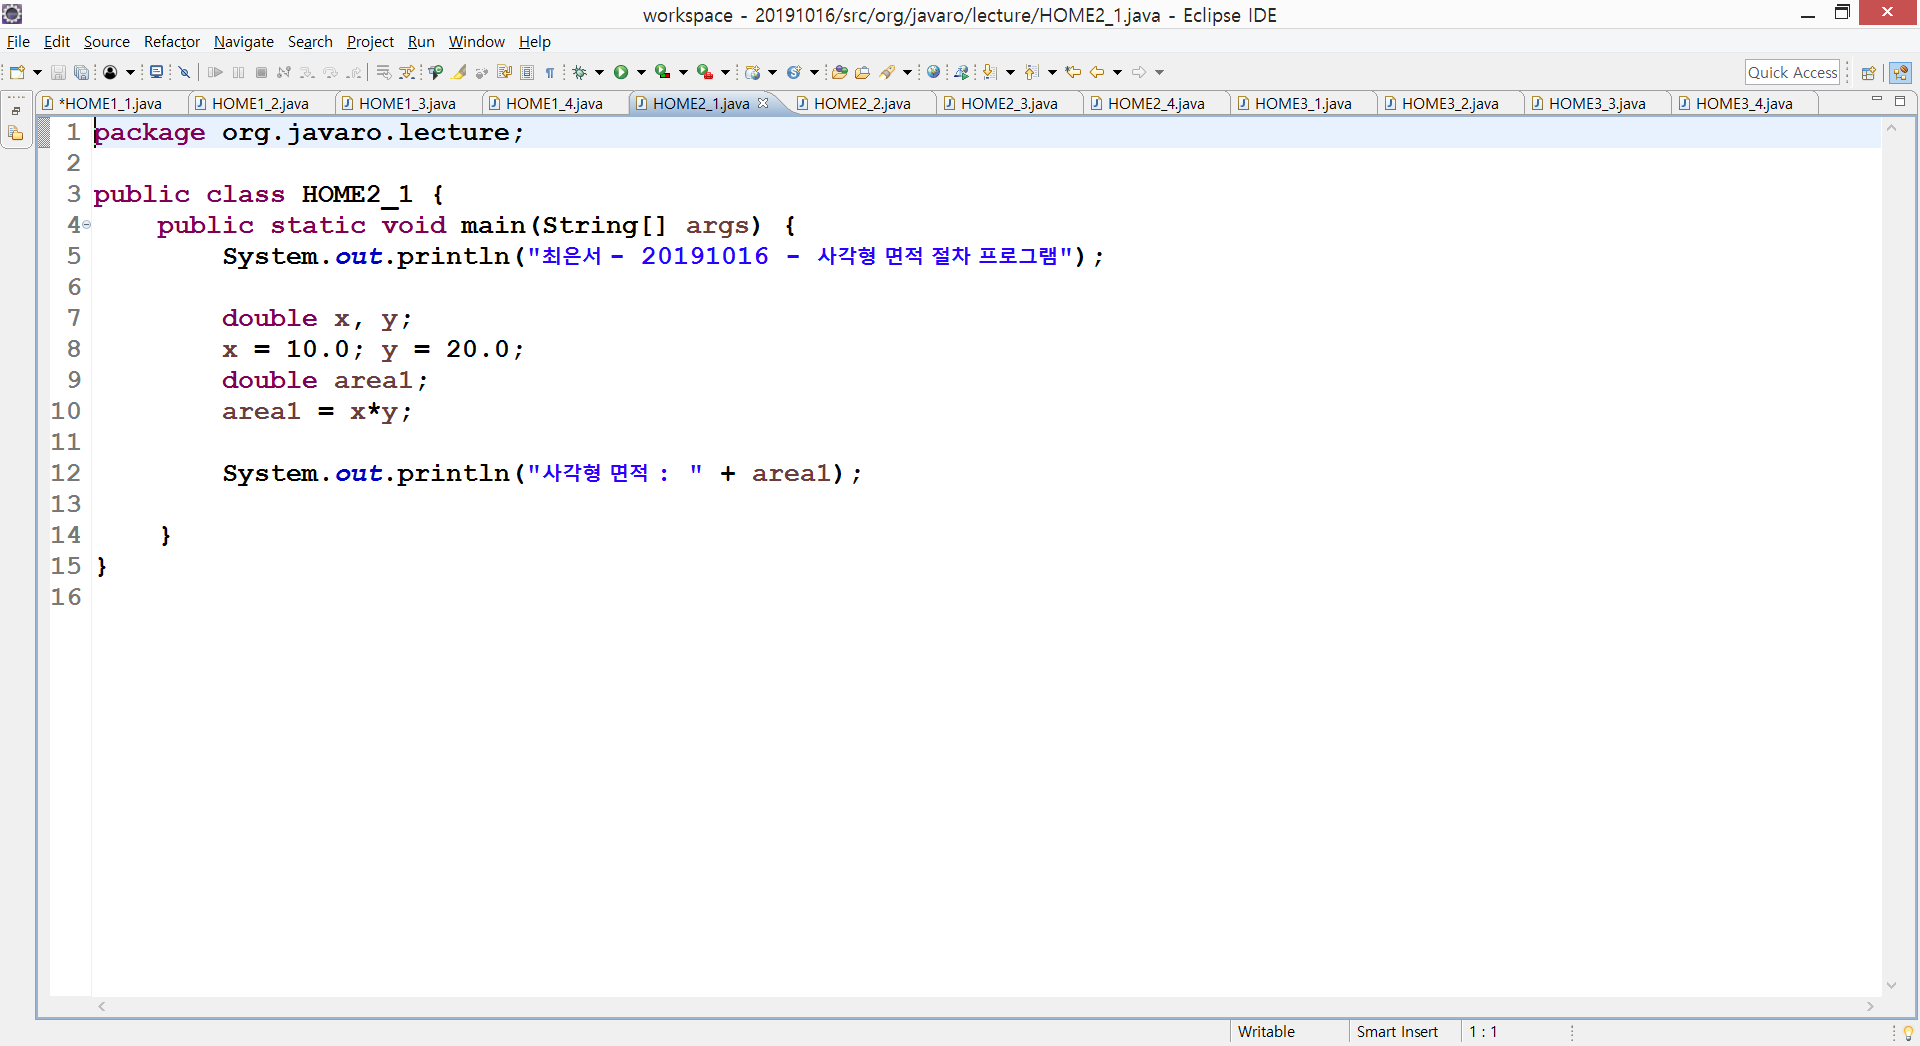 workspace - 20191016/src/org/javaro/lecture/HOME2_1.java - Eclipse IDE
File Edit Source Refactor Navigate Search Project Run Window Help
Quick Access
*HOME1_1.java HOME1_2.java HOME1_3.java HOME1_4.java HOME2_1.java HOME2_2.java HOME2_3.java HOME2_4.java HOME3_1.java HOME3_2.java HOME3_3.java HOME3_4.java
1 package org.javaro.lecture;
2
3 public class HOME2_1 {
4 public static void main(String[] args) {
5 System.out.println("최은서 - 20191016 - 사각형 면적 절차 프로그램");
6
7 double x, y;
8 x = 10.0; y = 20.0;
9 double area1;
10 area1 = x*y;
11
12 System.out.println("사각형 면적 : " + area1);
13
14 }
15 }
16
Writable Smart Insert 1 : 1